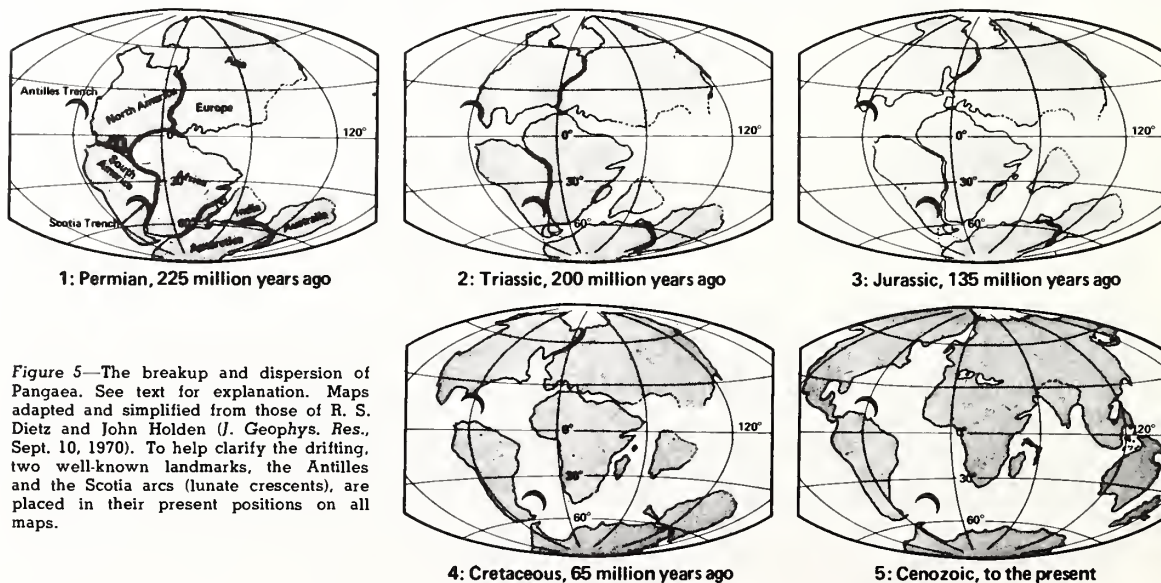 Asia
Antilles Trench
North America
Europe
120°
0°
South
America
Africa
30°
Scotia Trench
60°
India
Australia
Antarctica
1: Permian, 225 million years ago
0°
120°
30°
60°
2: Triassic, 200 million years ago
0°
120°
30°
60°
3: Jurassic, 135 million years ago
Figure 5—The breakup and dispersion of
Pangaea. See text for explanation. Maps
adapted and simplified from those of R. S.
Dietz and John Holden (J. Geophys. Res.,
Sept. 10, 1970). To help clarify the drifting,
two well-known landmarks, the Antilles
and the Scotia arcs (lunate crescents), are
placed in their present positions on all
maps.
0°
120°
30°
60°
4: Cretaceous, 65 million years ago
0°
120°
30°
60°
5: Cenozoic, to the present